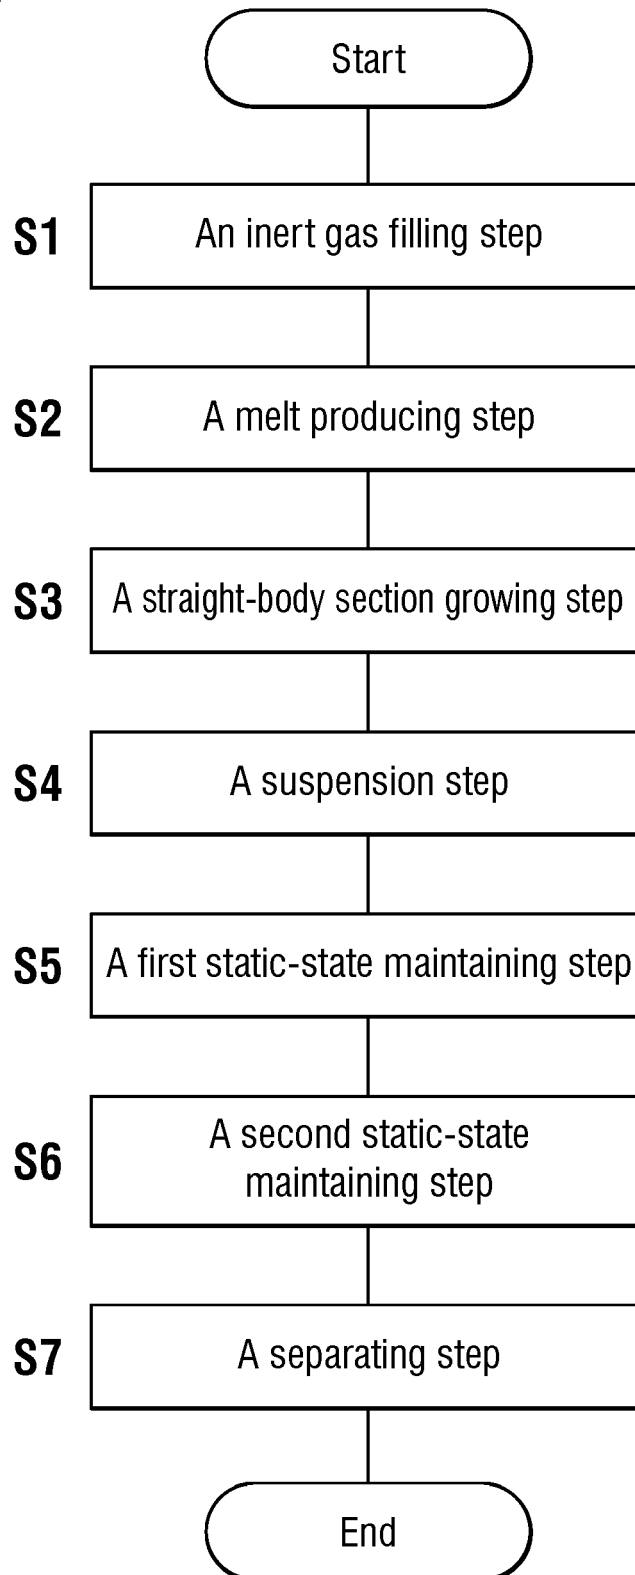 Start
S1 An inert gas filling step
S2 A melt producing step
S3 A straight-body section growing step
S4 A suspension step
S5 A first static-state maintaining step
S6 A second static-state
maintaining step
S7 A separating step
End